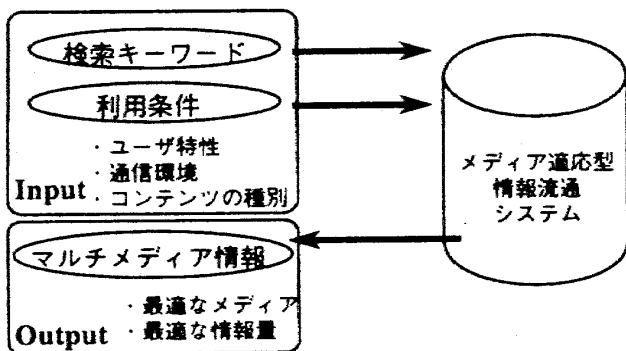 検索キーワード
利用条件
・ユーザ特性
・通信環境
Input ・コンテンツの種別
メディア適応型
情報流通
システム
マルチメディア情報
・最適なメディア
Output ・最適な情報量